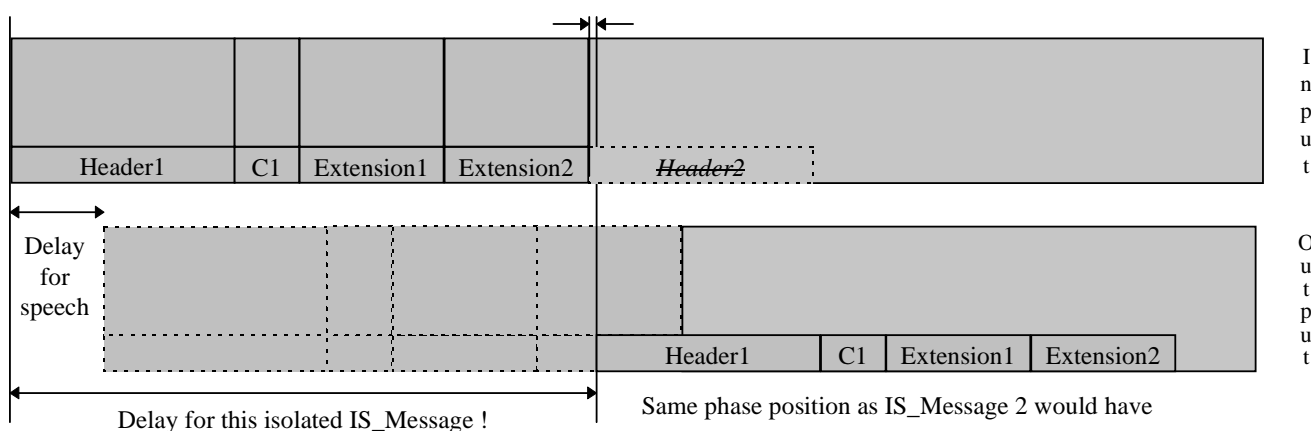 Header1 C1 Extension1 Extension2 Header2
I
n
p
u
t
Delay
for
speech
Header1 C1 Extension1 Extension2
O
u
t
p
u
t
Delay for this isolated IS_Message !
Same phase position as IS_Message 2 would have